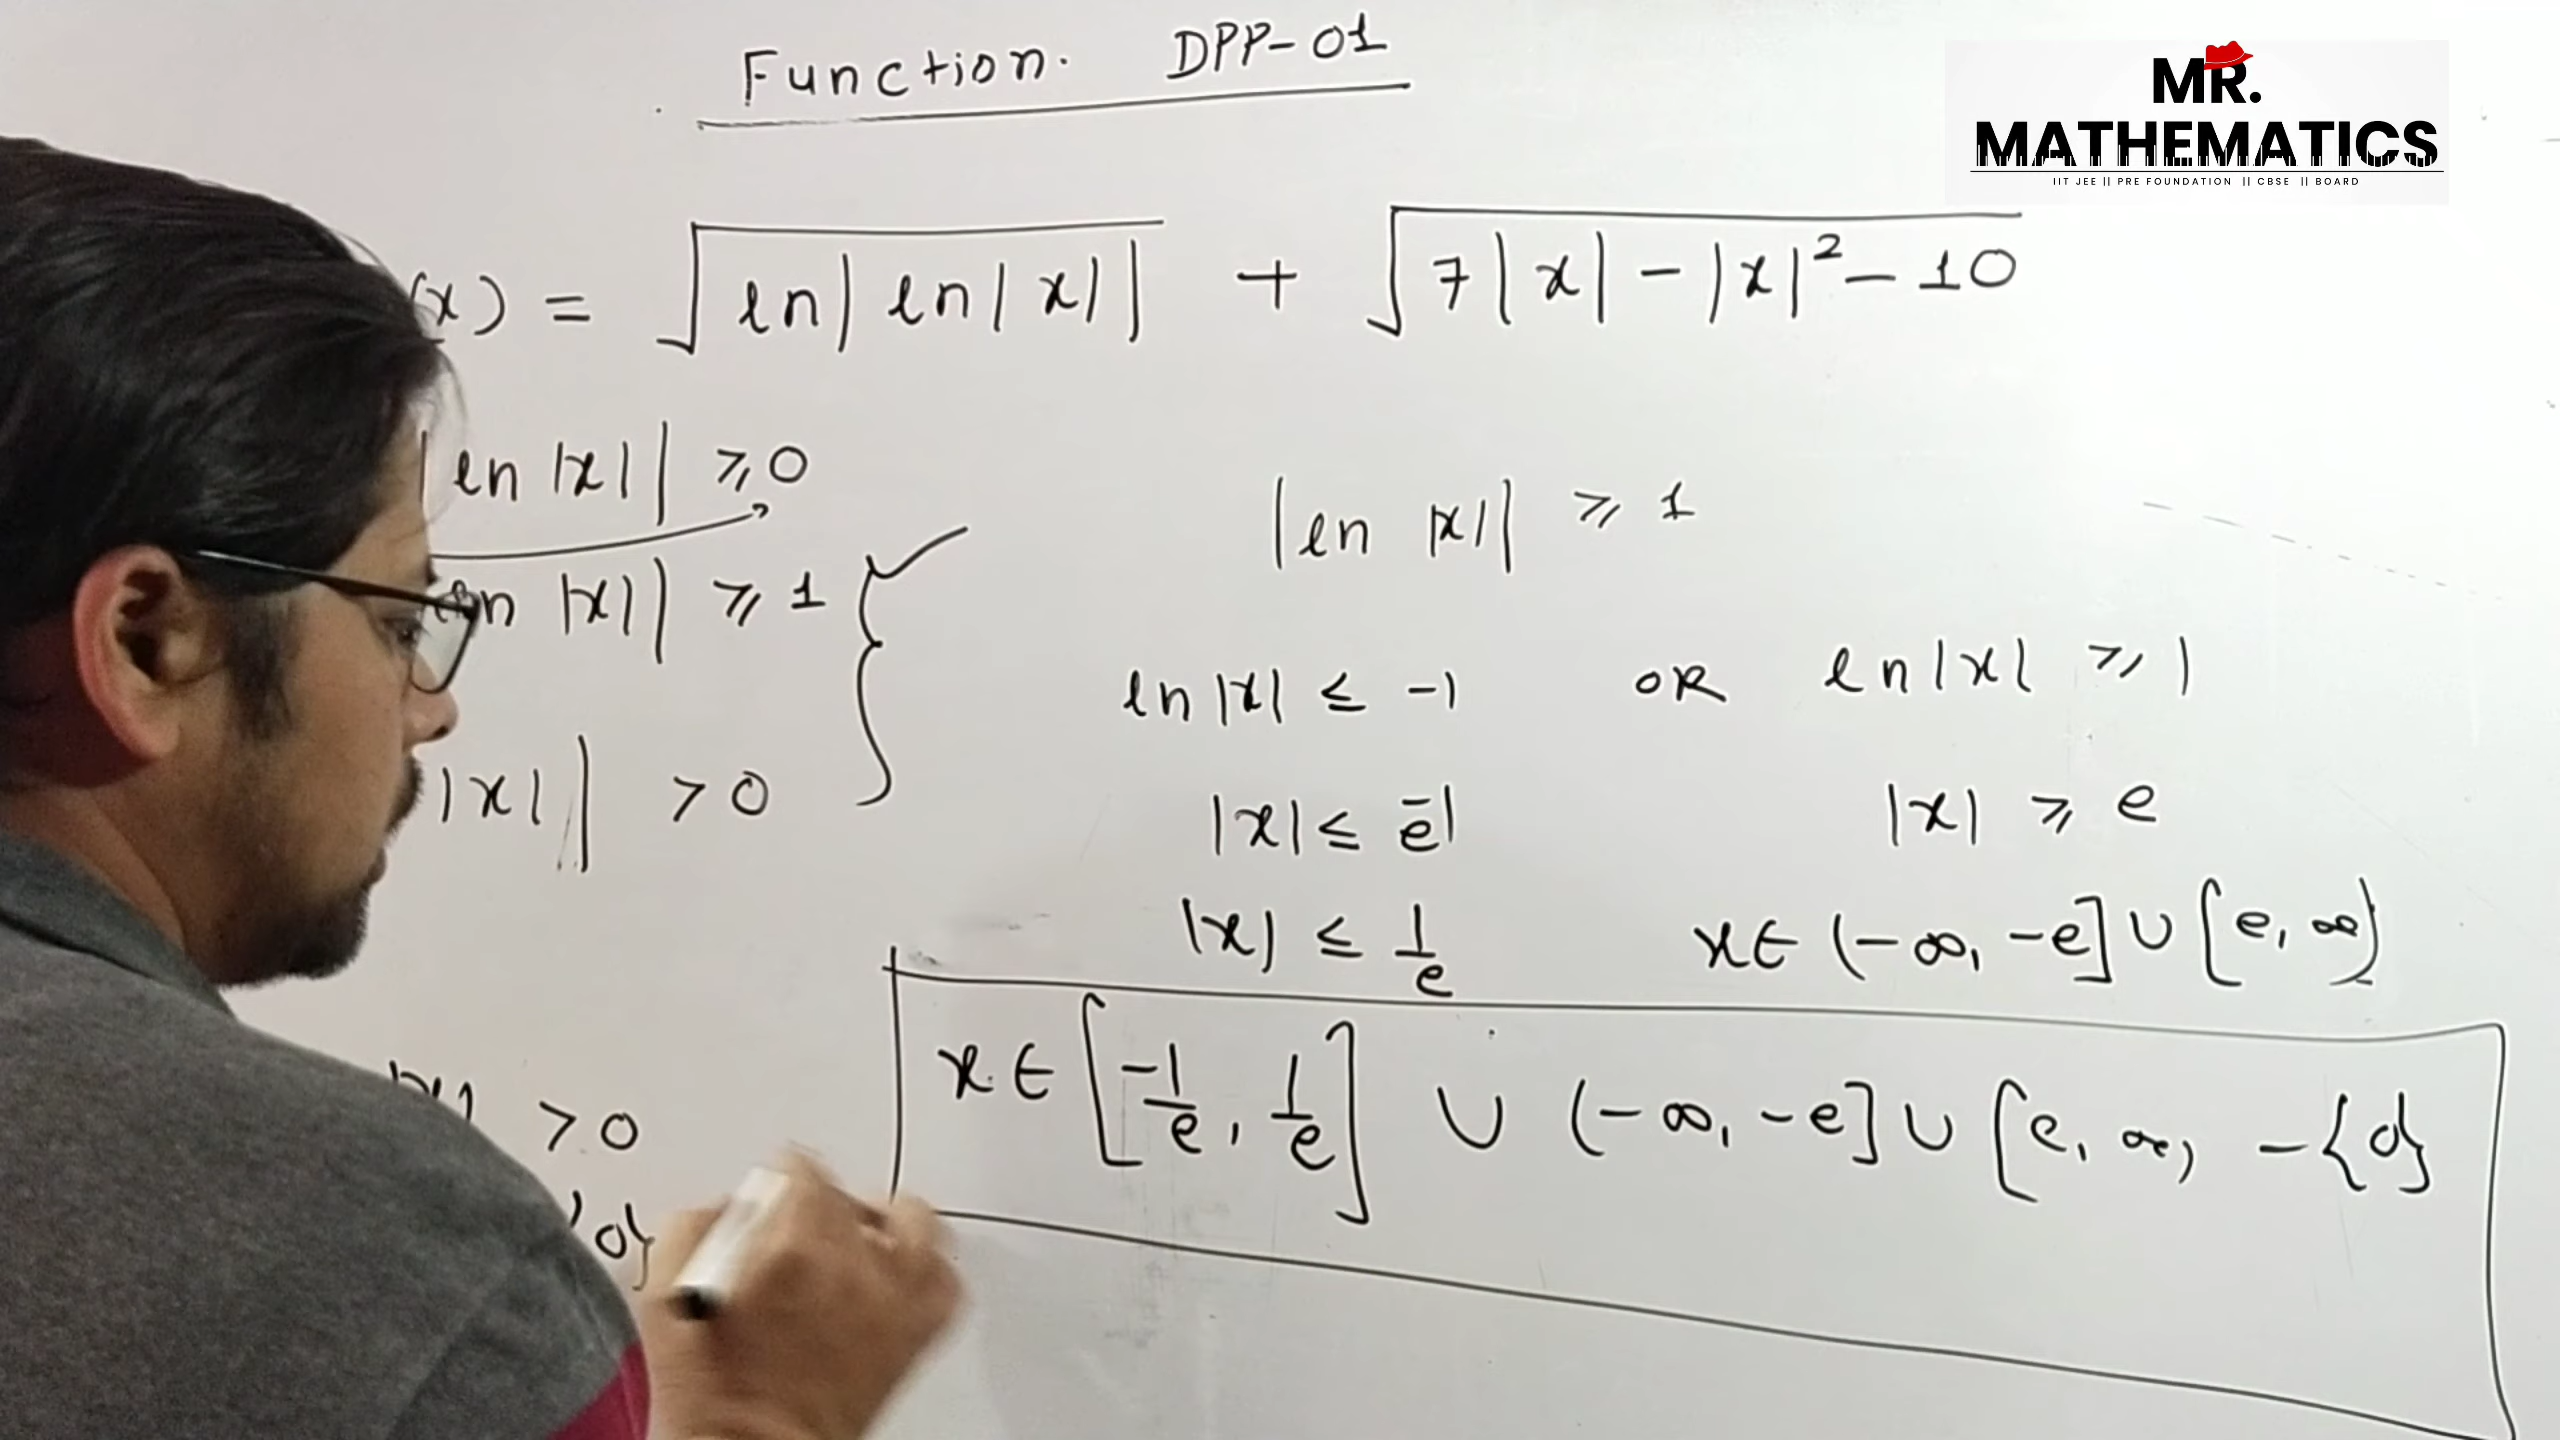 Function. DPP-01
MR.
MATHEMATICS
IIT JEE || PRE FOUNDATION || CBSE || BOARD
(x) = √(ln|ln|x||) + √(7|x| - |x|² - 10)
|ln|x|| ⩾ 0
|ln |x|| ⩾ 1
ln |x|| ⩾ 1
ln|x| ≤ -1 OR ln|x| ⩾ 1
|x|| > 0
|x| ≤ e⁻¹ |x| ⩾ e
|x| ≤ 1/e x∈ (-∞, -e] ∪ [e, ∞)
> 0
x ∈ [-1/e, 1/e] ∪ (-∞, -e] ∪ [e, ∞) - {0}
0}